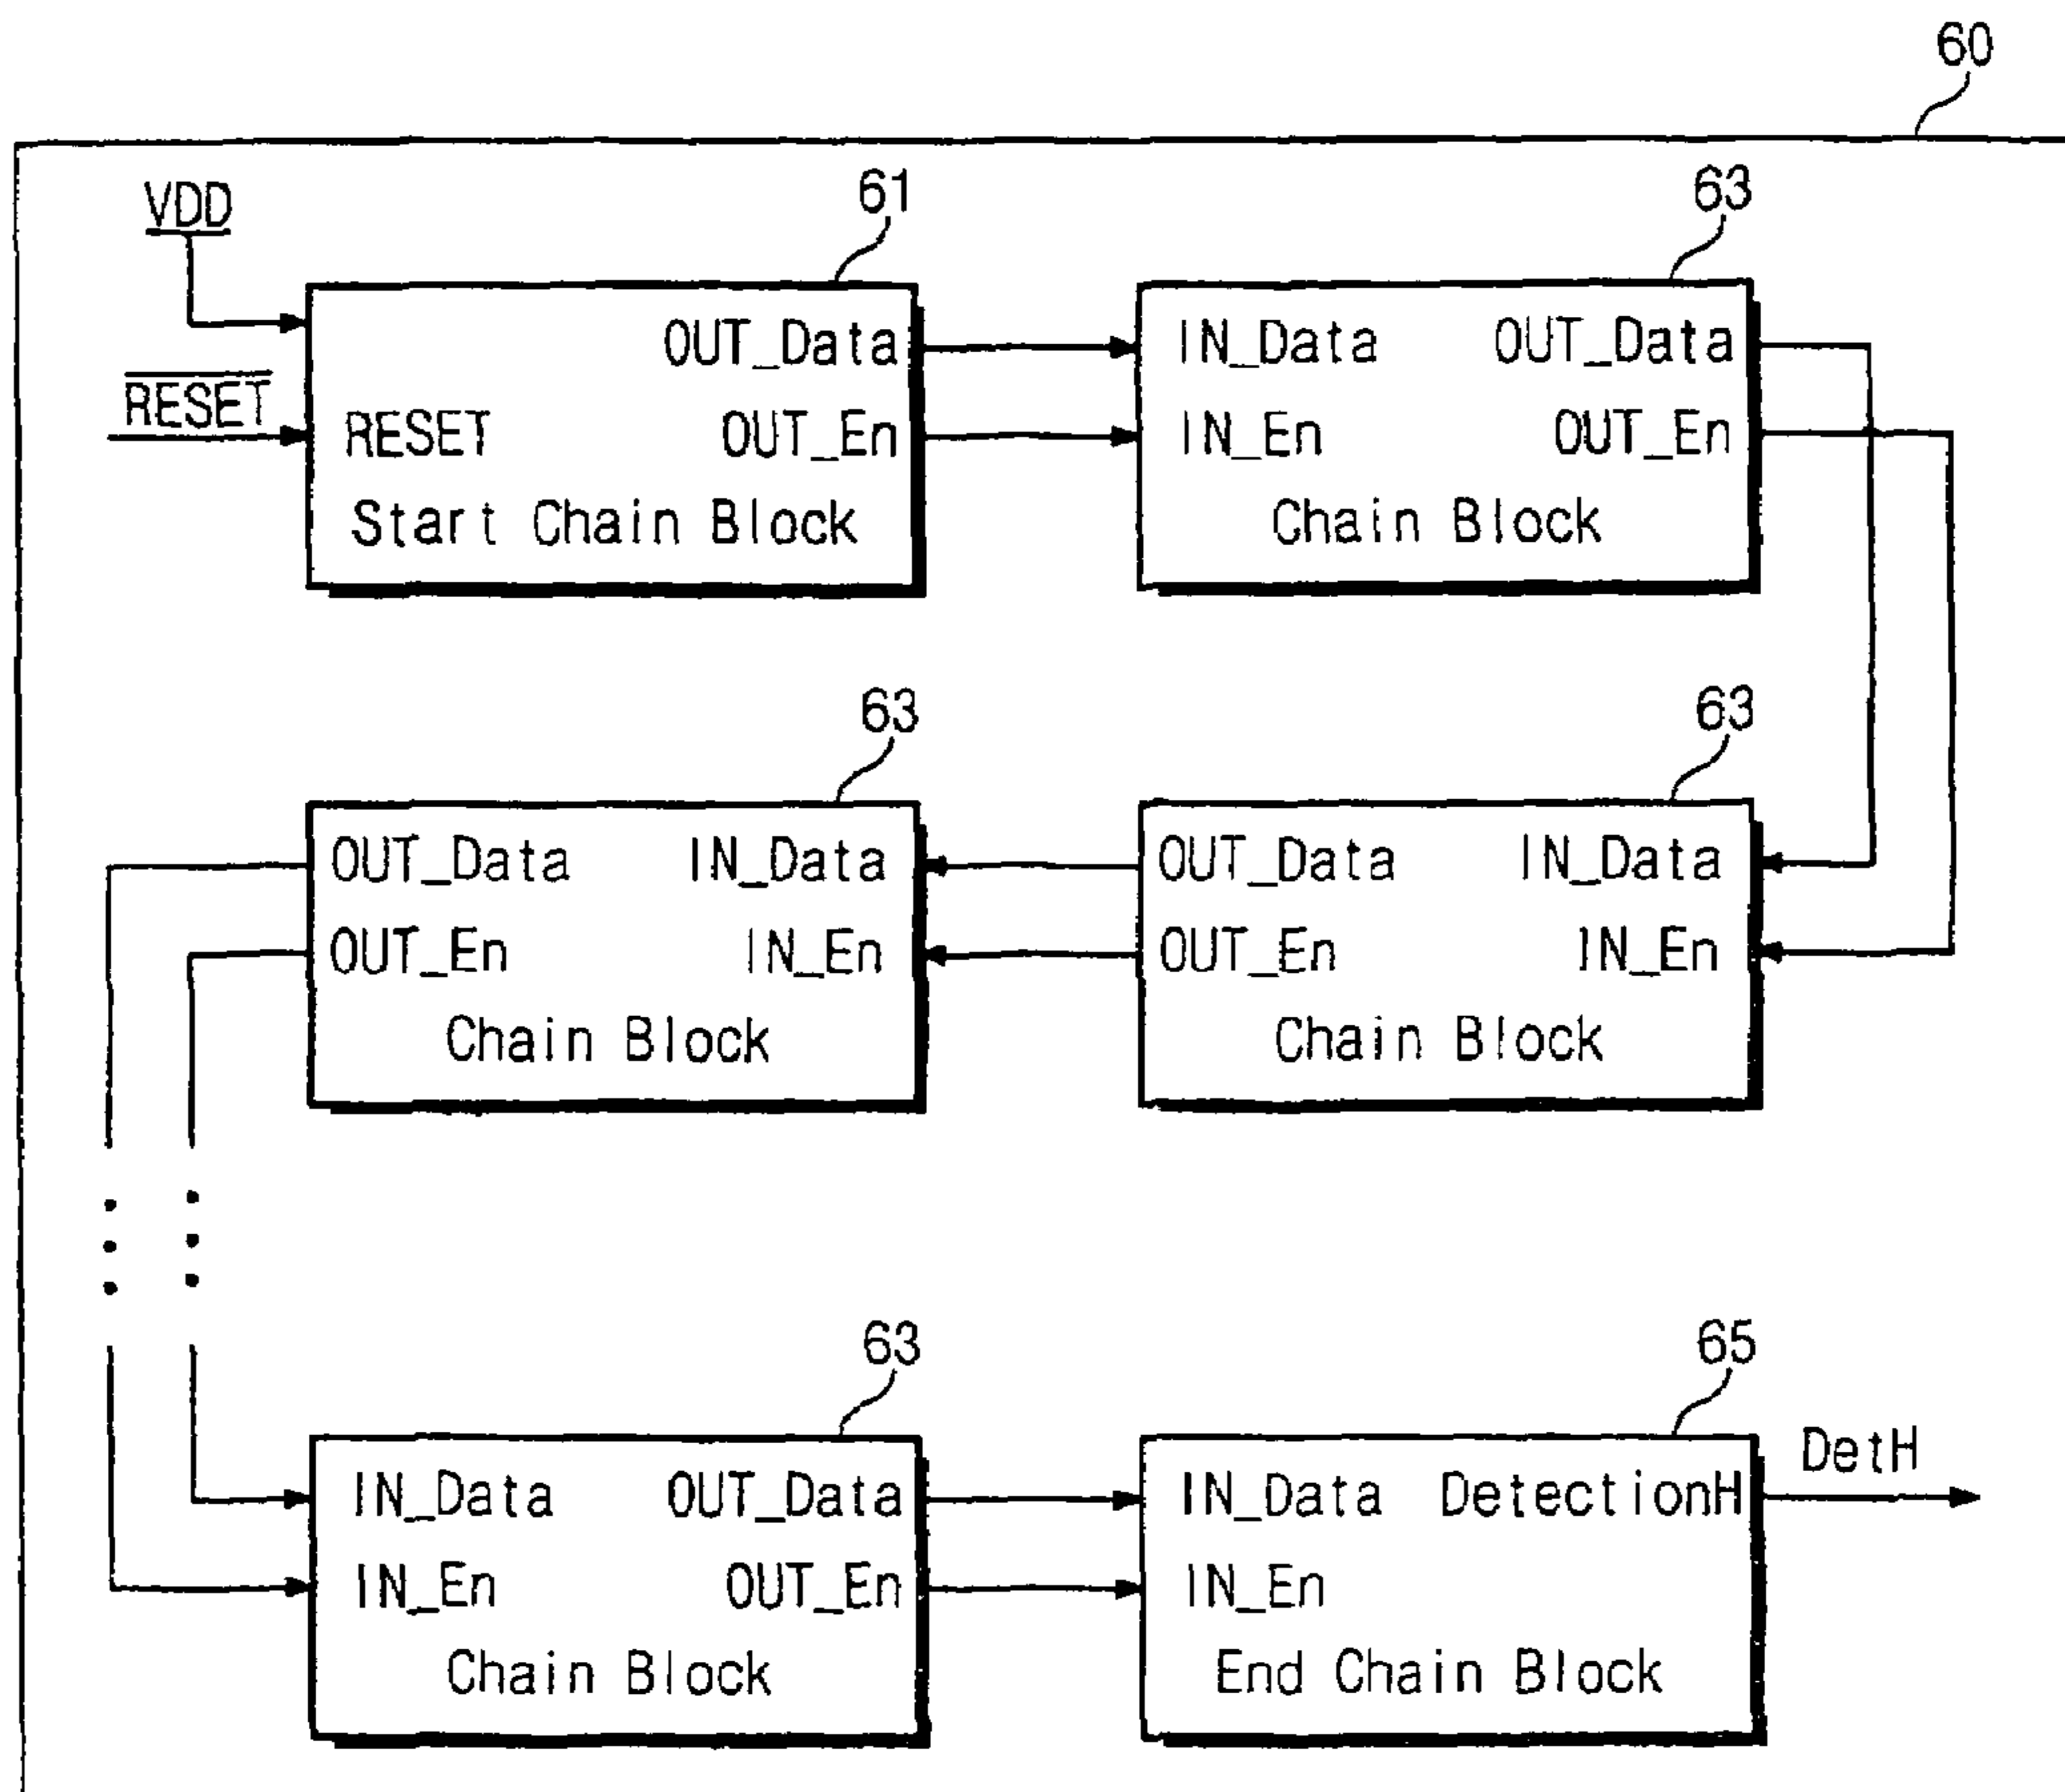 60
VDD
61
63
OUT_Data
IN_Data OUT_Data
RESET
RESET OUT_En
IN_En OUT_En
Start Chain Block
Chain Block
63
63
OUT_Data IN_Data
OUT_Data IN_Data
OUT_En IN_En
OUT_En IN_En
Chain Block
Chain Block
63
65
DetH
IN_Data OUT_Data
IN_Data DetectionH
IN_En OUT_En
IN_En
Chain Block
End Chain Block